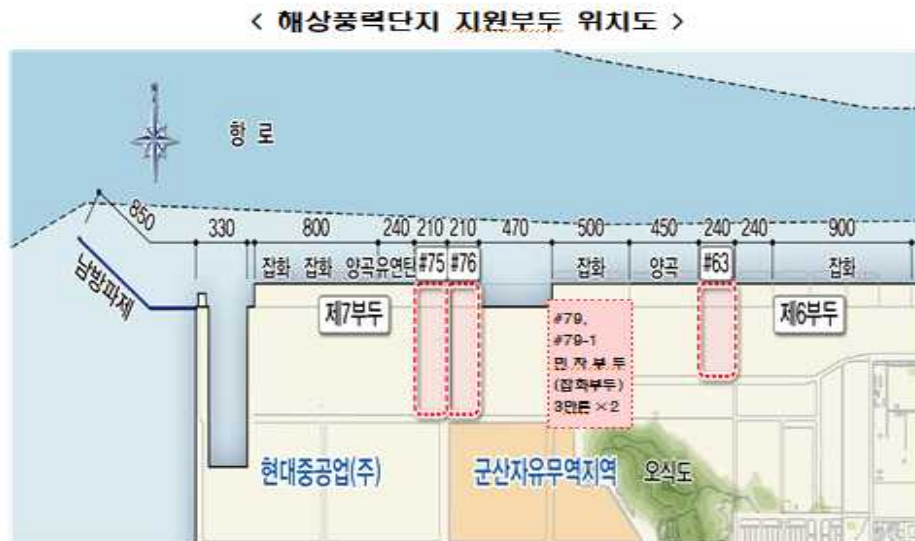 < 해상풍력단지 지원부두 위치도 >
항 로
850 330 800 240 210 210 470 500 450 240 240 900
잡화 잡화 양곡 유연탄 #75 #76 잡화 양곡 #63 잡화
남방파제
제7부두
제6부두
#79,
#79-1
민 자 부 두
(잡화부두)
3만톤 ×2
현대중공업(주)
군산자유무역지역
오식도